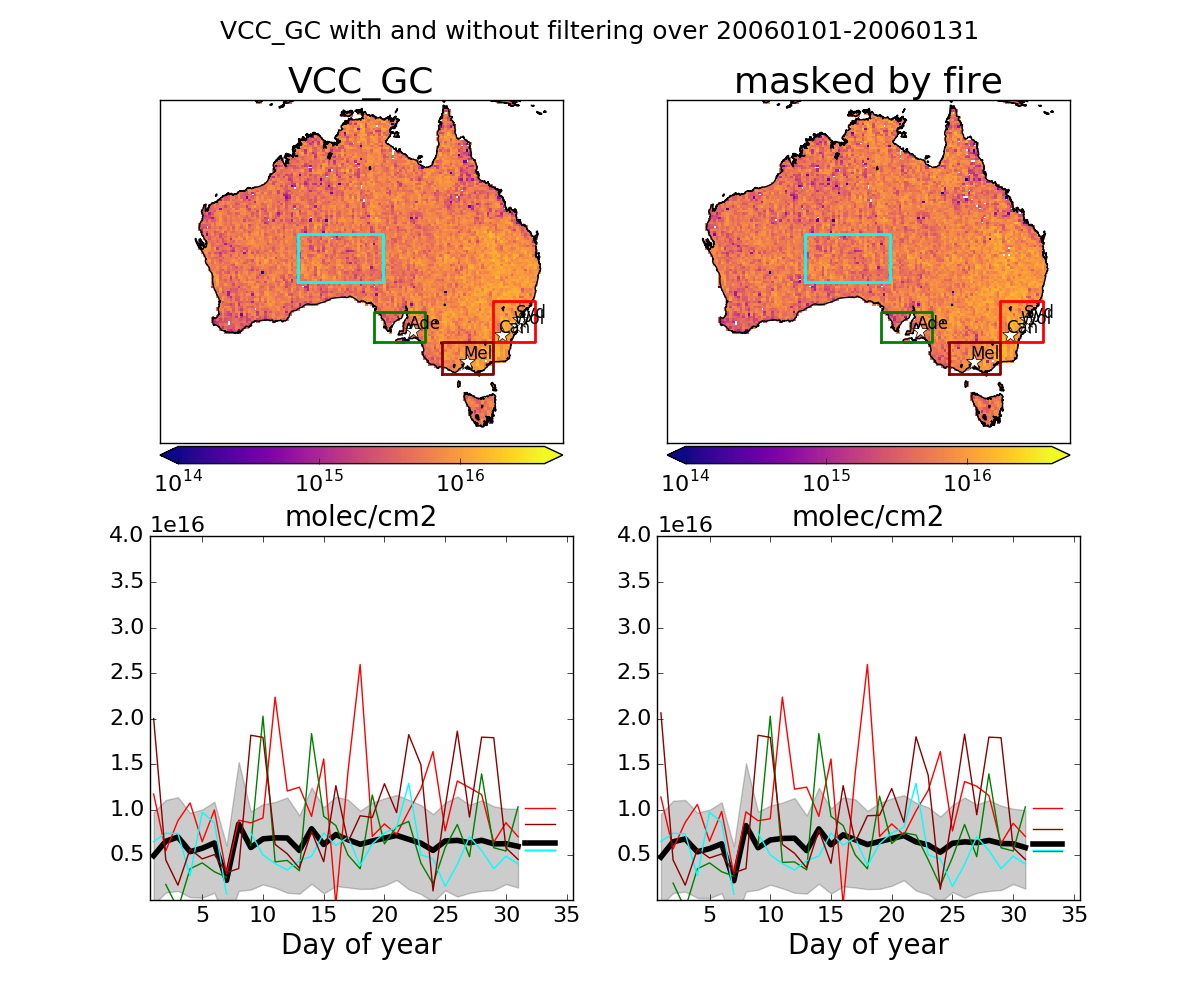 VCC_GC with and without filtering over 20060101-20060131
VCC_GC
masked by fire
Ade
Syd
Wol
Can
Mel
Ade
Syd
Wol
Can
Mel
10^14 10^15 10^16
molec/cm2
10^14 10^15 10^16
molec/cm2
1e16
4.0
3.5
3.0
2.5
2.0
1.5
1.0
0.5
5 10 15 20 25 30 35
Day of year
1e16
4.0
3.5
3.0
2.5
2.0
1.5
1.0
0.5
5 10 15 20 25 30 35
Day of year